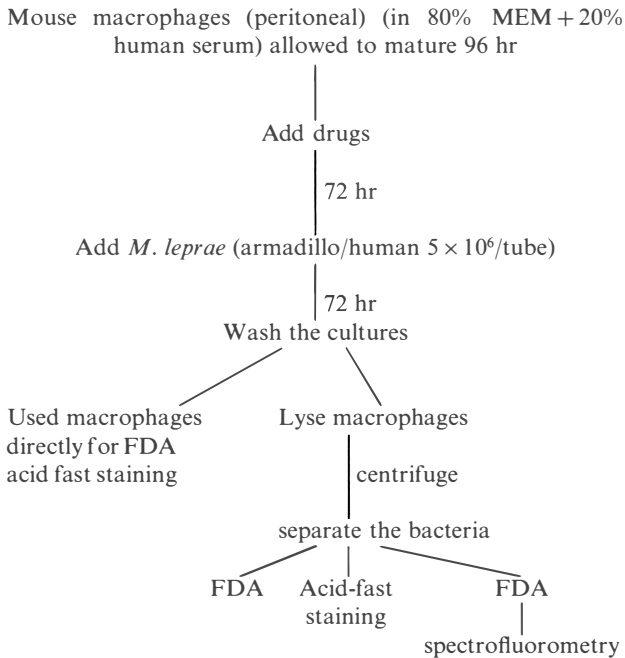 Mouse macrophages (peritoneal) (in 80% MEM + 20%
human serum) allowed to mature 96 hr
Add drugs
72 hr
Add M. leprae (armadillo/human 5 × 10⁶/tube)
72 hr
Wash the cultures
Used macrophages
directly for FDA
acid fast staining
Lyse macrophages
centrifuge
separate the bacteria
FDA
Acid-fast
staining
FDA
spectrofluorometry